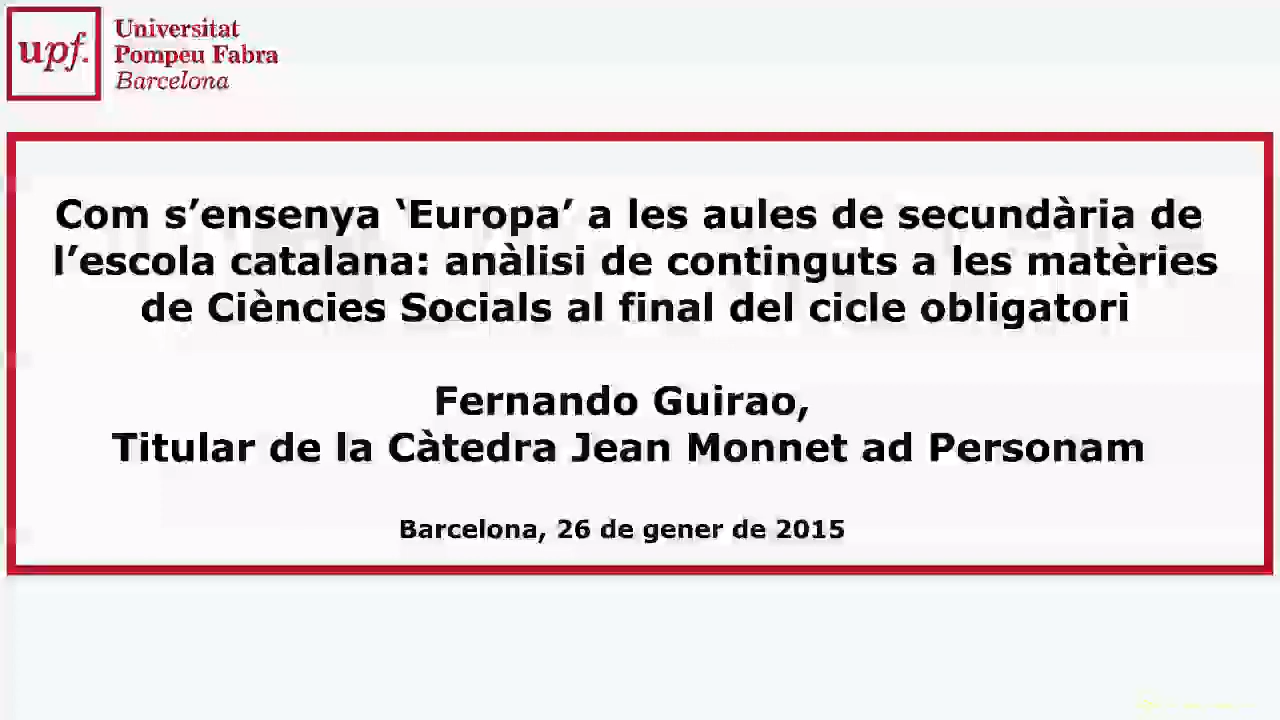 upf.
Universitat
Pompeu Fabra
Barcelona
Com s’ensenya ‘Europa’ a les aules de secundària de
l’escola catalana: anàlisi de continguts a les matèries
de Ciències Socials al final del cicle obligatori
Fernando Guirao,
Titular de la Càtedra Jean Monnet ad Personam
Barcelona, 26 de gener de 2015